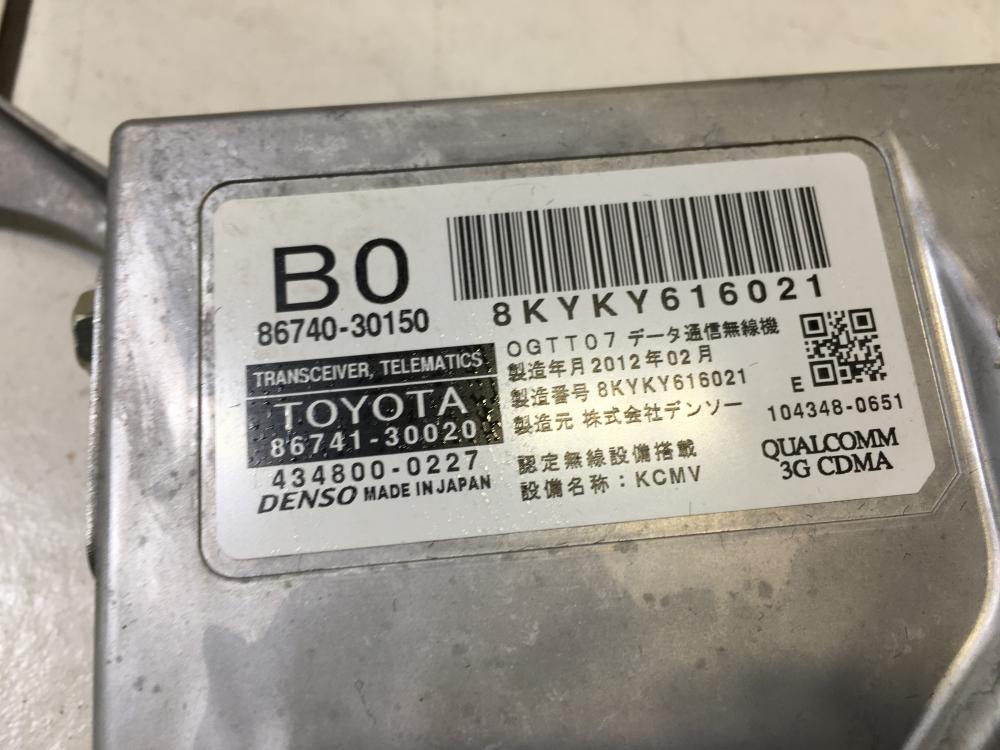 B0
86740-30150
TRANSCEIVER, TELEMATICS
TOYOTA
86741-30020
434800-0227
DENSO MADE IN JAPAN
8KYKY616021
OGTT07 データ通信無線機
製造年月2012年02月
製造番号 8KYKY616021
製造元 株式会社デンソー
認定無線設備搭載
設備名称：KCMV
E
104348-0651
QUALCOMM
3G CDMA